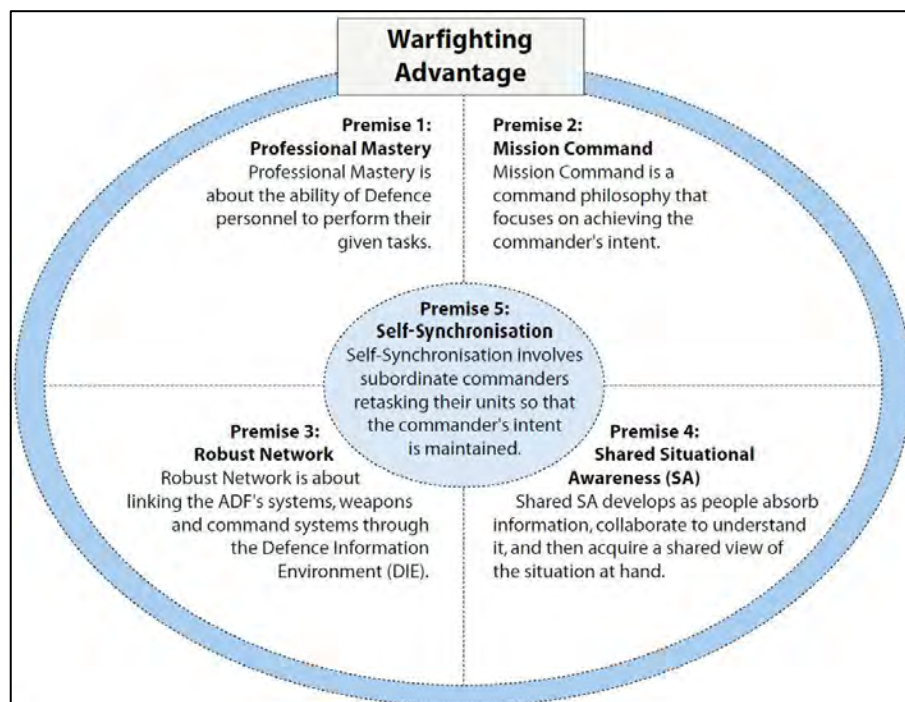 Warfighting
Advantage
Premise 1:
Professional Mastery
Professional Mastery is
about the ability of Defence
personnel to perform their
given tasks.
Premise 2:
Mission Command
Mission Command is a
command philosophy that
focuses on achieving the
commander's intent.
Premise 5:
Self-Synchronisation
Self-Synchronisation involves
subordinate commanders
retasking their units so that
the commander's intent
is maintained.
Premise 3:
Robust Network
Robust Network is about
linking the ADF's systems, weapons
and command systems through
the Defence Information
Environment (DIE).
Premise 4:
Shared Situational
Awareness (SA)
Shared SA develops as people absorb
information, collaborate to understand
it, and then acquire a shared view of
the situation at hand.